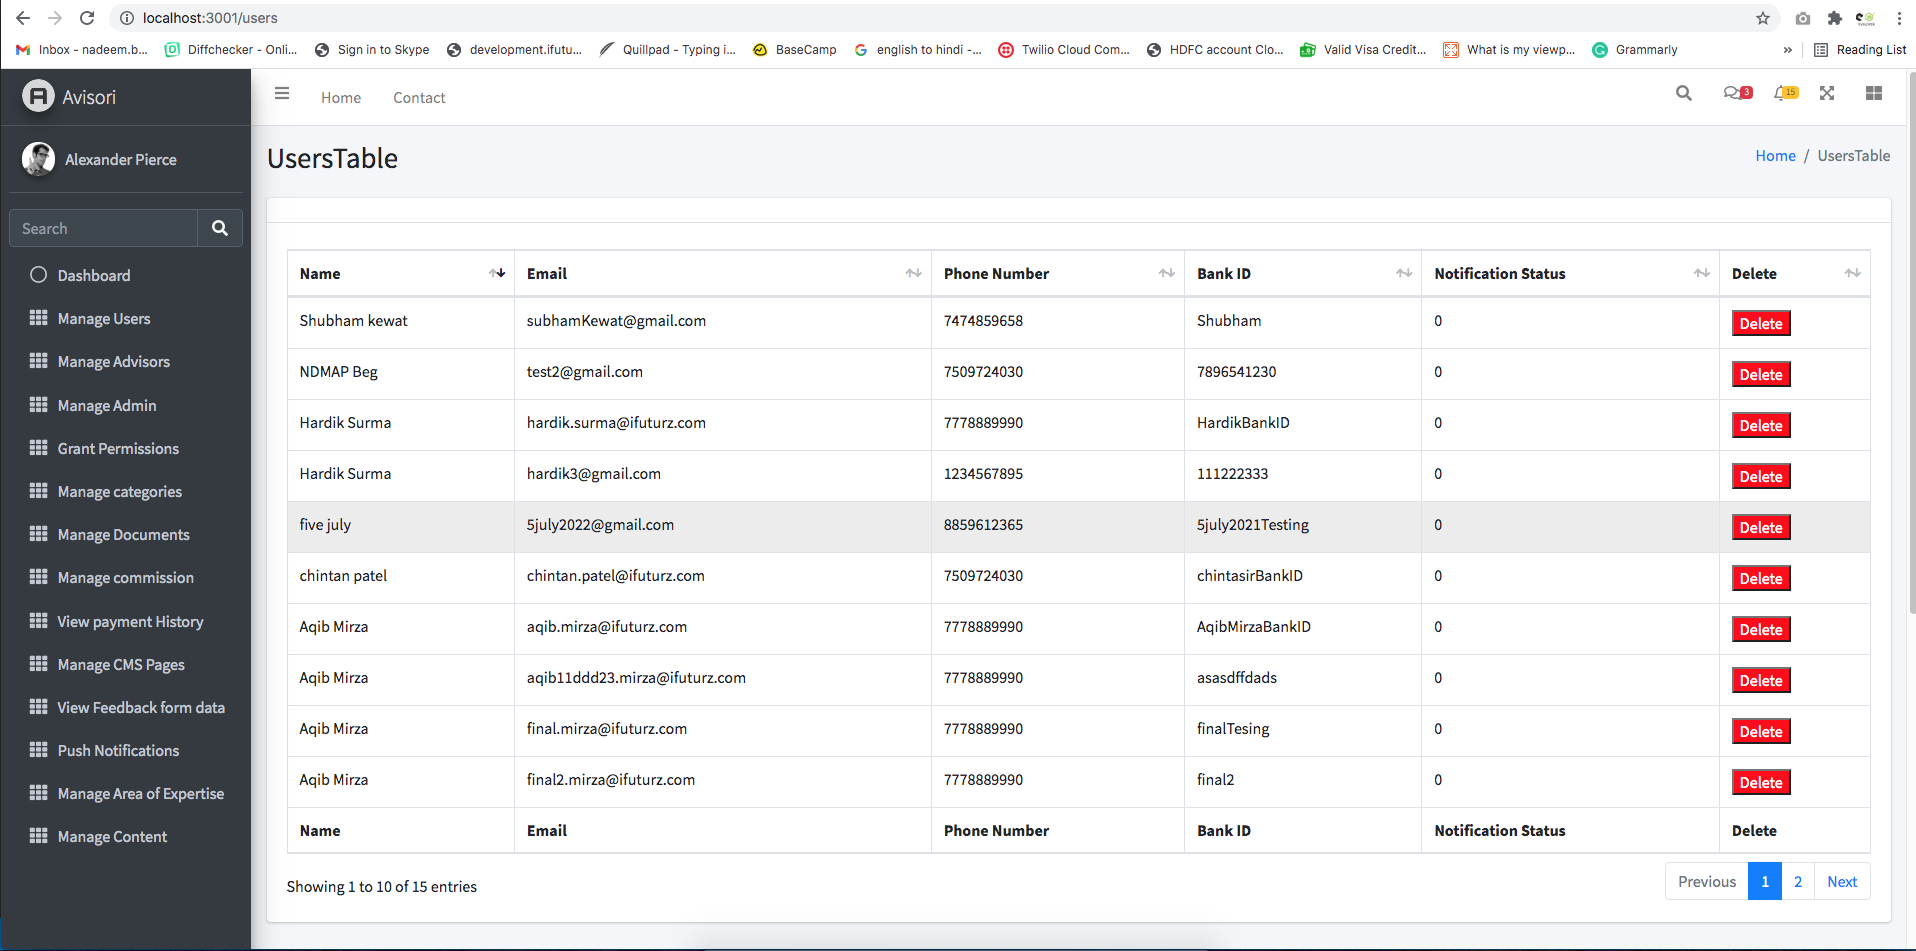 localhost:3001/users
Inbox - nadeem.b... Diffchecker - Onli... Sign in to Skype development.ifutu... Quillpad - Typing i... BaseCamp english to hindi -... Twilio Cloud Com... HDFC account Clo... Valid Visa Credit... What is my viewp... Grammarly » Reading List
Avisori
Home Contact 3 15
Alexander Pierce
UsersTable
Home / UsersTable
Search
Dashboard
Manage Users
Manage Advisors
Manage Admin
Grant Permissions
Manage categories
Manage Documents
Manage commission
View payment History
Manage CMS Pages
View Feedback form data
Push Notifications
Manage Area of Expertise
Manage Content
Name Email Phone Number Bank ID Notification Status Delete
Shubham kewat subhamKewat@gmail.com 7474859658 Shubham 0 Delete
NDMAP Beg test2@gmail.com 7509724030 7896541230 0 Delete
Hardik Surma hardik.surma@ifuturz.com 7778889990 HardikBankID 0 Delete
Hardik Surma hardik3@gmail.com 1234567895 111222333 0 Delete
five july 5july2022@gmail.com 8859612365 5july2021Testing 0 Delete
chintan patel chintan.patel@ifuturz.com 7509724030 chintasirBankID 0 Delete
Aqib Mirza aqib.mirza@ifuturz.com 7778889990 AqibMirzaBankID 0 Delete
Aqib Mirza aqib11ddd23.mirza@ifuturz.com 7778889990 asasdffdads 0 Delete
Aqib Mirza final.mirza@ifuturz.com 7778889990 finalTesing 0 Delete
Aqib Mirza final2.mirza@ifuturz.com 7778889990 final2 0 Delete
Name Email Phone Number Bank ID Notification Status Delete
Showing 1 to 10 of 15 entries
Previous 1 2 Next